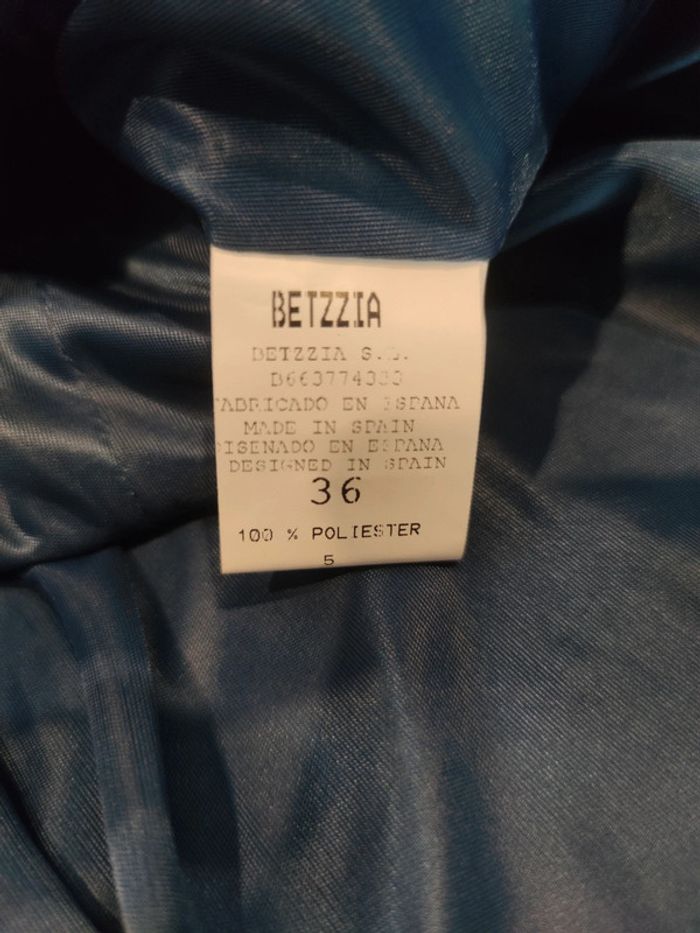 BETZZIA
BETZZIA S.L.
FABRICADO EN ESPANA
MADE IN SPAIN
DISENADO EN ESPANA
DESIGNED IN SPAIN
36
100 % POLIESTER
5